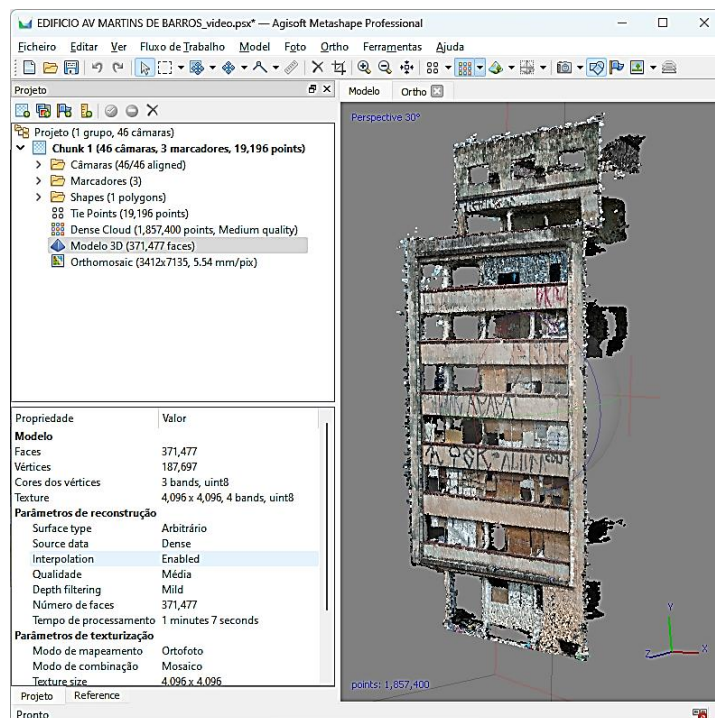 EDIFICIO AV MARTINS DE BARROS_video.psx* — Agisoft Metashape Professional
Ficheiro Editar Ver Fluxo de Trabalho Model Foto Ortho Ferramentas Ajuda
Projeto
Projeto (1 grupo, 46 câmaras)
Chunk 1 (46 câmaras, 3 marcadores, 19,196 points)
Câmaras (46/46 aligned)
Marcadores (3)
Shapes (1 polygons)
Tie Points (19,196 points)
Dense Cloud (1,857,400 points, Medium quality)
Modelo 3D (371,477 faces)
Orthomosaic (3412x7135, 5.54 mm/pix)
Propriedade Valor
Modelo
Faces 371,477
Vértices 187,697
Cores dos vértices 3 bands, uint8
Texture 4,096 x 4,096, 4 bands, uint8
Parâmetros de reconstrução
Surface type Arbitrário
Source data Dense
Interpolation Enabled
Qualidade Média
Depth filtering Mild
Número de faces 371,477
Tempo de processamento 1 minutes 7 seconds
Parâmetros de texturização
Modo de mapeamento Ortofoto
Modo de combinação Mosaico
Texture size 4,096 x 4,096
Projeto Reference
Pronto
Modelo Ortho
Perspective 30°
Y
Z X
points: 1,857,400